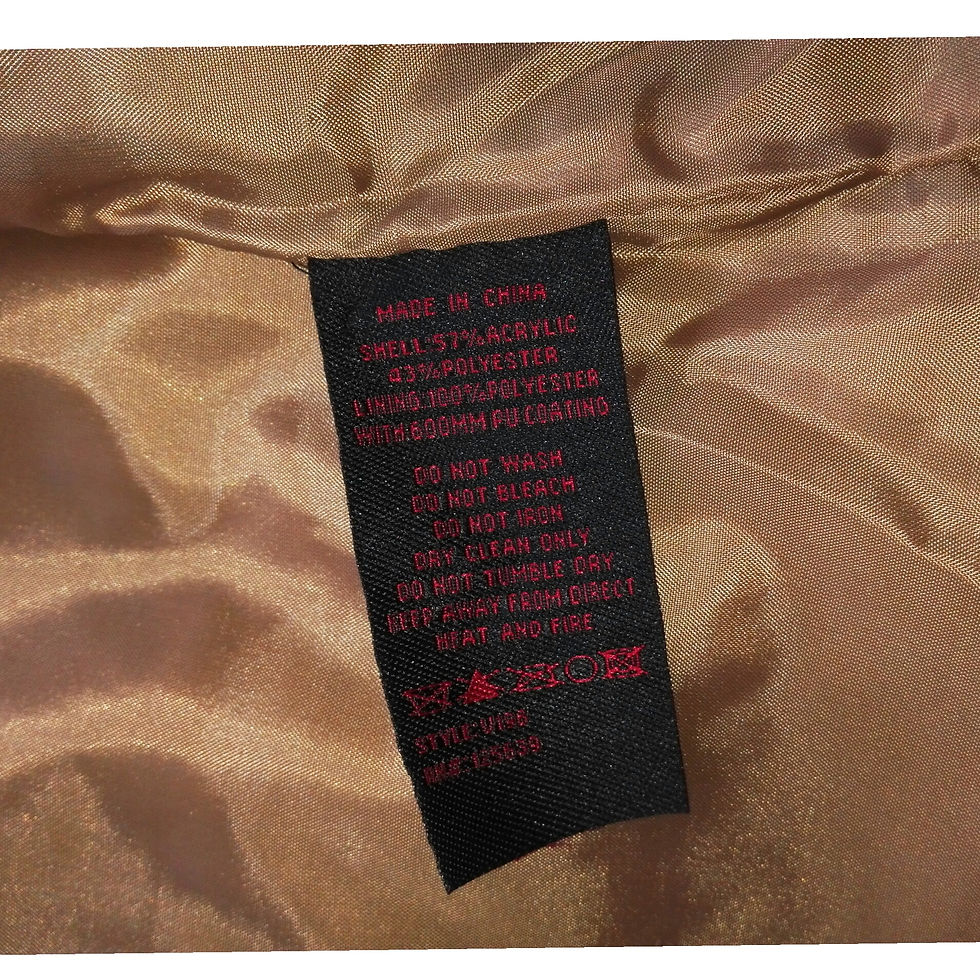 MADE IN CHINA
SHELL:57%ACRYLIC
43%POLYESTER
LINING:100%POLYESTER
WITH:600MM PU COATING
DO NOT WASH
DO NOT BLEACH
DO NOT IRON
DRY CLEAN ONLY
DO NOT TUMBLE DRY
KEEP AWAY FROM DIRECT
HEAT AND FIRE
STYLE: